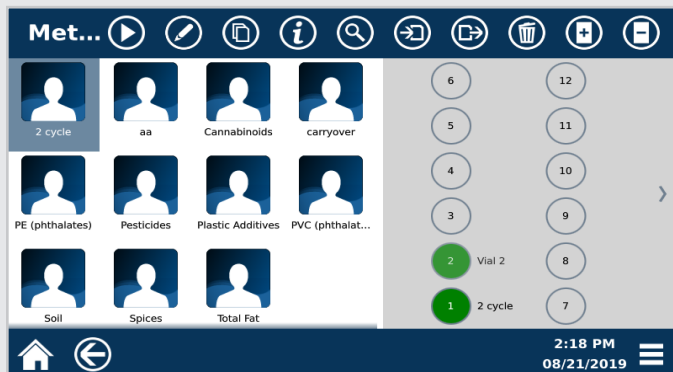 Met...
2 cycle
aa
Cannabinoids
carryover
PE (phthalates)
Pesticides
Plastic Additives
PVC (phthalat...
Soil
Spices
Total Fat
6
12
5
11
4
10
3
9
2 Vial 2
8
1 2 cycle
7
2:18 PM
08/21/2019